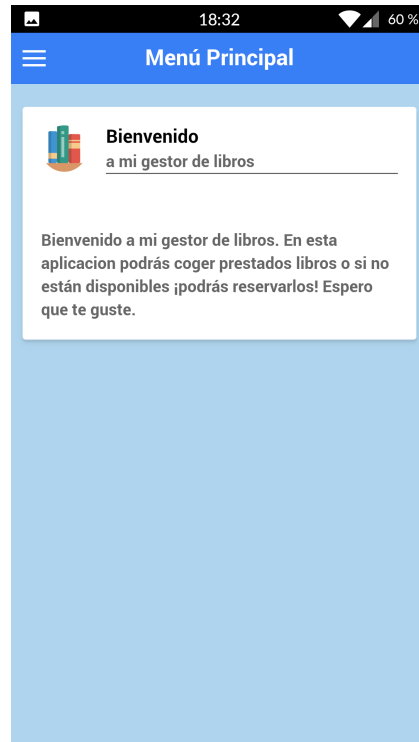 18:32
60 %
Menú Principal
Bienvenido
a mi gestor de libros
Bienvenido a mi gestor de libros. En esta
aplicacion podrás coger prestados libros o si no
están disponibles ¡podrás reservarlos! Espero
que te guste.